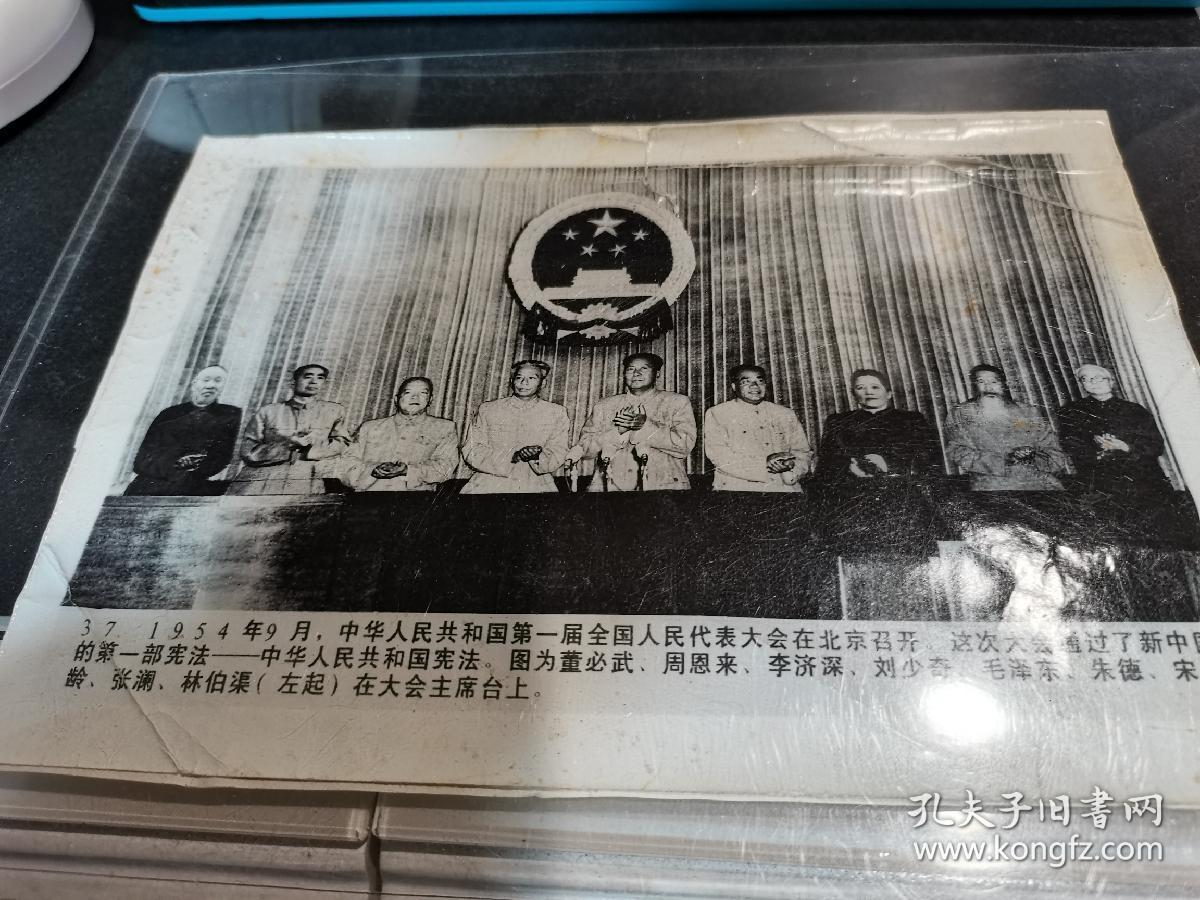 37 1954年9月，中华人民共和国第一届全国人民代表大会在北京召开。这次大会通过了新中国
的第一部宪法——中华人民共和国宪法。图为董必武、周恩来、李济深、刘少奇、毛泽东、朱德、宋
龄、张澜、林伯渠（左起）在大会主席台上。
孔夫子旧书网
www.kongfz.com